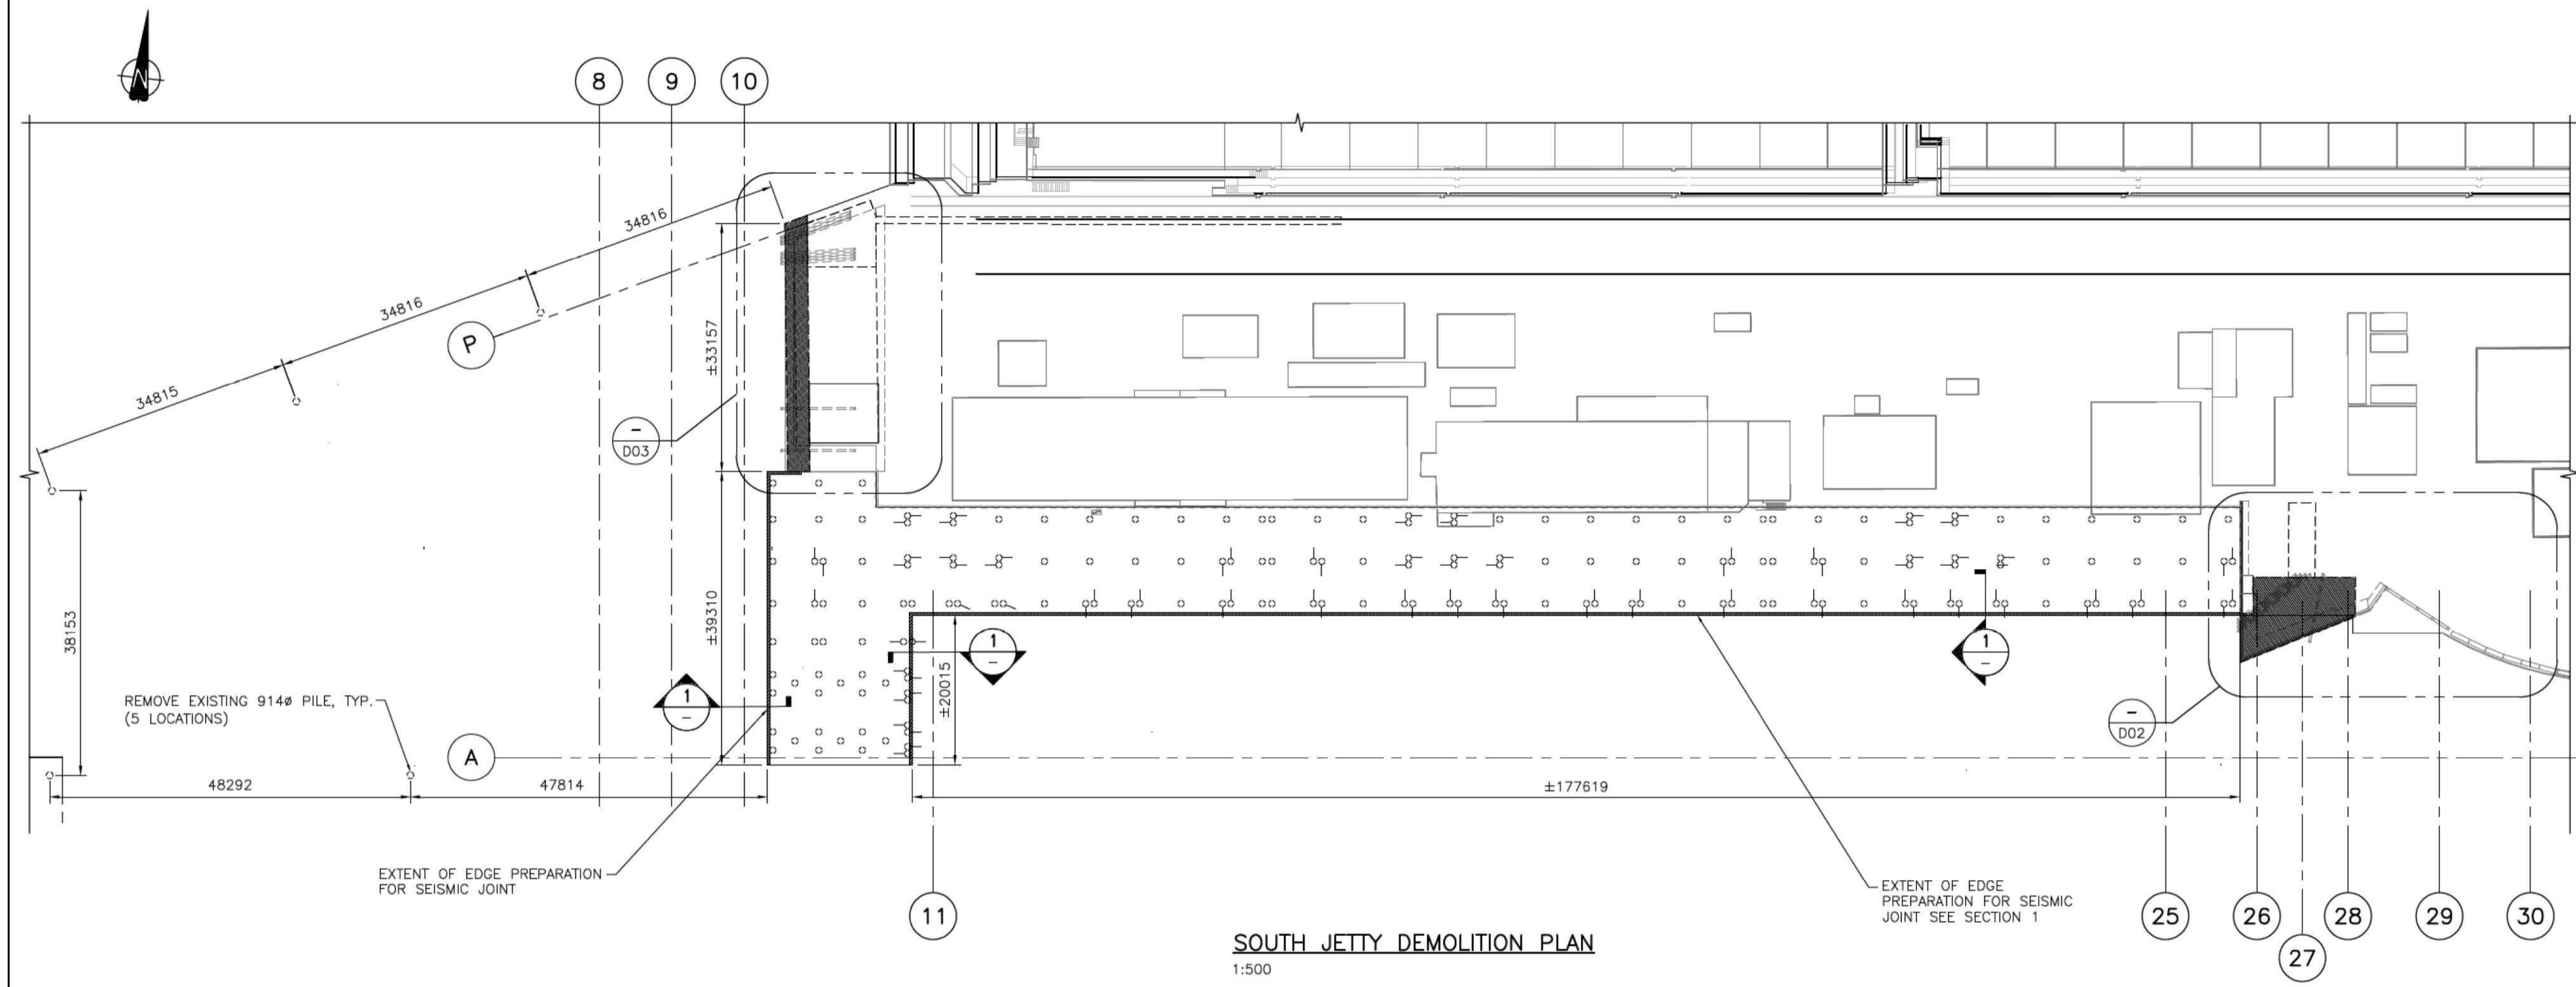 N
8
9
10
34816
34816
34815
P
±33157
–
D03
38153
±39310
REMOVE EXISTING 914ø PILE, TYP.
(5 LOCATIONS)
1
–
1
–
1
–
±20015
–
D02
A
48292
47814
±177619
EXTENT OF EDGE PREPARATION
FOR SEISMIC JOINT
EXTENT OF EDGE
PREPARATION FOR SEISMIC
JOINT SEE SECTION 1
11
25
26
27
28
29
30
SOUTH JETTY DEMOLITION PLAN
1:500